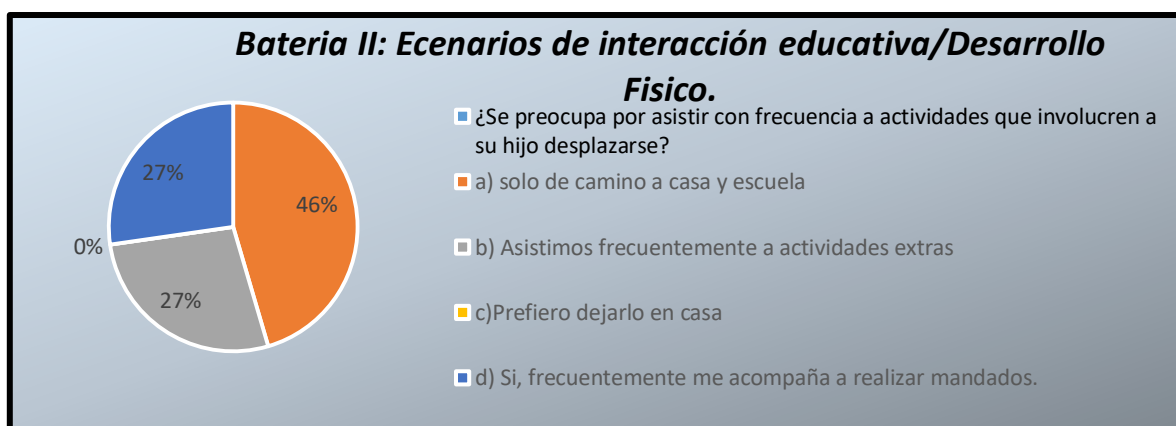 Bateria II: Ecenarios de interacción educativa/Desarrollo
Fisico.
¿Se preocupa por asistir con frecuencia a actividades que involucren a
su hijo desplazarse?
a) solo de camino a casa y escuela
b) Asistimos frecuentemente a actividades extras
c)Prefiero dejarlo en casa
d) Si, frecuentemente me acompaña a realizar mandados.
27%
46%
0%
27%